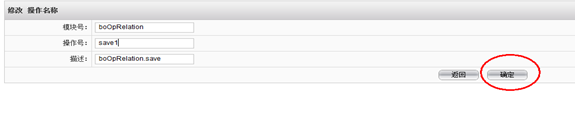 修改 操作名称
模块号: boOpRelation
操作号: save1
描述: boOpRelation.save
返回 确定